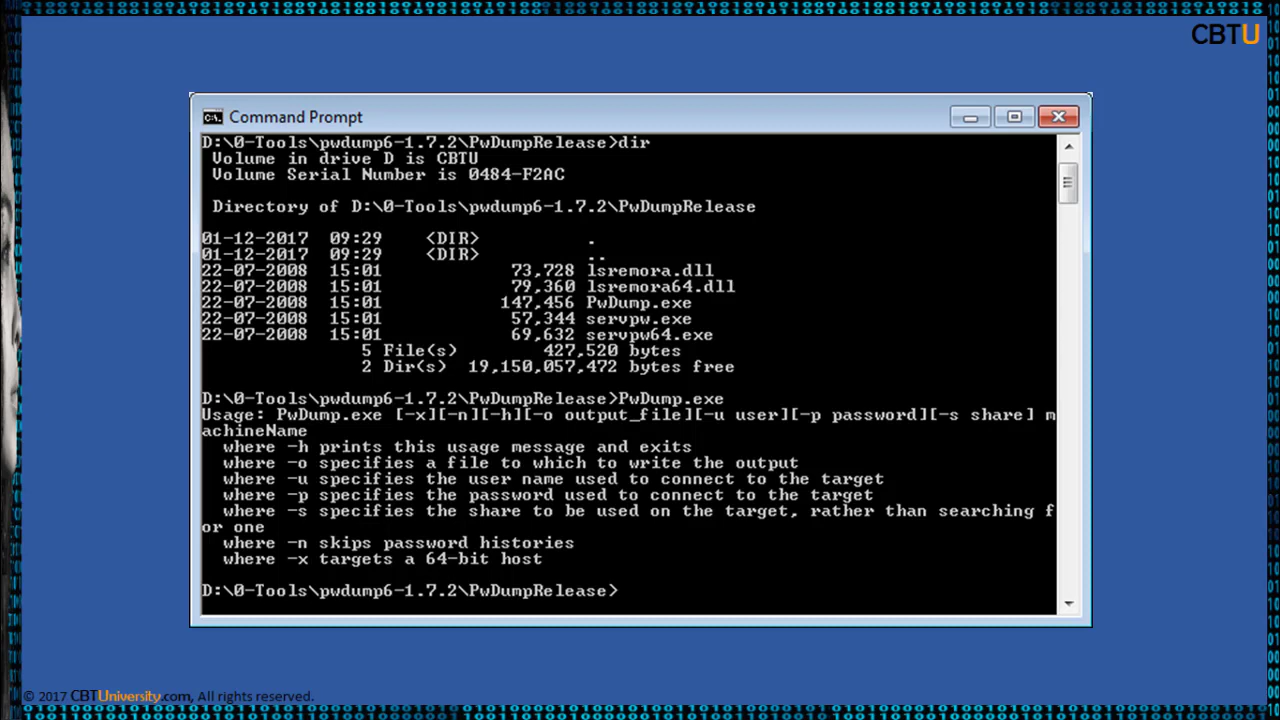 CBTU
Command Prompt
D:\0-Tools\pwdump6-1.7.2\PwDumpRelease>dir
Volume in drive D is CBTU
Volume Serial Number is 0484-F2AC
Directory of D:\0-Tools\pwdump6-1.7.2\PwDumpRelease
01-12-2017 09:29 <DIR> .
01-12-2017 09:29 <DIR> ..
22-07-2008 15:01 73,728 lsremora.dll
22-07-2008 15:01 79,360 lsremora64.dll
22-07-2008 15:01 147,456 PwDump.exe
22-07-2008 15:01 57,344 servpw.exe
22-07-2008 15:01 69,632 servpw64.exe
5 File(s) 427,520 bytes
2 Dir(s) 19,150,057,472 bytes free
D:\0-Tools\pwdump6-1.7.2\PwDumpRelease>PwDump.exe
Usage: PwDump.exe [-x][-n][-h][-o output_file][-u user][-p password][-s share] m
achineName
where -h prints this usage message and exits
where -o specifies a file to which to write the output
where -u specifies the user name used to connect to the target
where -p specifies the password used to connect to the target
where -s specifies the share to be used on the target, rather than searching f
or one
where -n skips password histories
where -x targets a 64-bit host
D:\0-Tools\pwdump6-1.7.2\PwDumpRelease>
© 2017 CBTUniversity.com, All rights reserved.